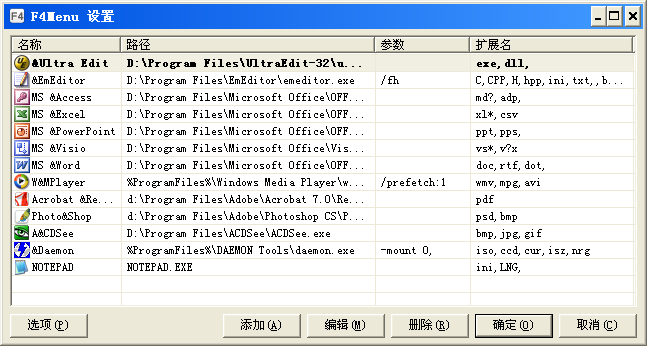 F4 F4Menu 设置
名称 路径 参数 扩展名
&Ultra Edit D:\Program Files\UltraEdit-32\u... exe, dll,
&EmEditor D:\Program Files\EmEditor\emeditor.exe /fh C, CPP, H, hpp, ini, txt, , b...
MS &Access D:\Program Files\Microsoft Office\OFF... md?, adp,
MS &Excel D:\Program Files\Microsoft Office\OFF... xl*, csv
MS &PowerPoint D:\Program Files\Microsoft Office\OFF... ppt, pps,
MS &Visio D:\Program Files\Microsoft Office\Vis... vs*, v?x
MS &Word D:\Program Files\Microsoft Office\OFF... doc, rtf, dot,
W&MPlayer %ProgramFiles%\Windows Media Player\w... /prefetch:1 wmv, mpg, avi
Acrobat &Re... d:\Program Files\Adobe\Acrobat 7.0\Re... pdf
Photo&Shop d:\Program Files\Adobe\Photoshop CS\P... psd, bmp
A&CDSee d:\Program Files\ACDSee\ACDSee.exe bmp, jpg, gif
&Daemon %ProgramFiles%\DAEMON Tools\daemon.exe -mount 0, iso, ccd, cur, isz, nrg
NOTEPAD NOTEPAD.EXE ini, LNG,
选项(P) 添加(A) 编辑(M) 删除(R) 确定(O) 取消(C)